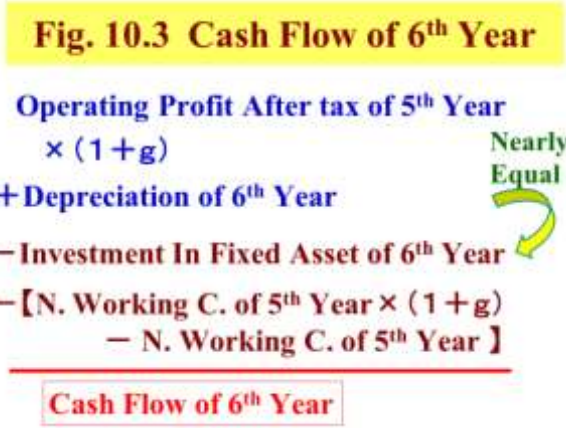 Fig. 10.3 Cash Flow of 6th Year
Operating Profit After tax of 5th Year
×（1＋g）
Nearly
Equal
＋Depreciation of 6th Year
－Investment In Fixed Asset of 6th Year
－【N. Working C. of 5th Year×（1＋g）
－ N. Working C. of 5th Year 】
Cash Flow of 6th Year